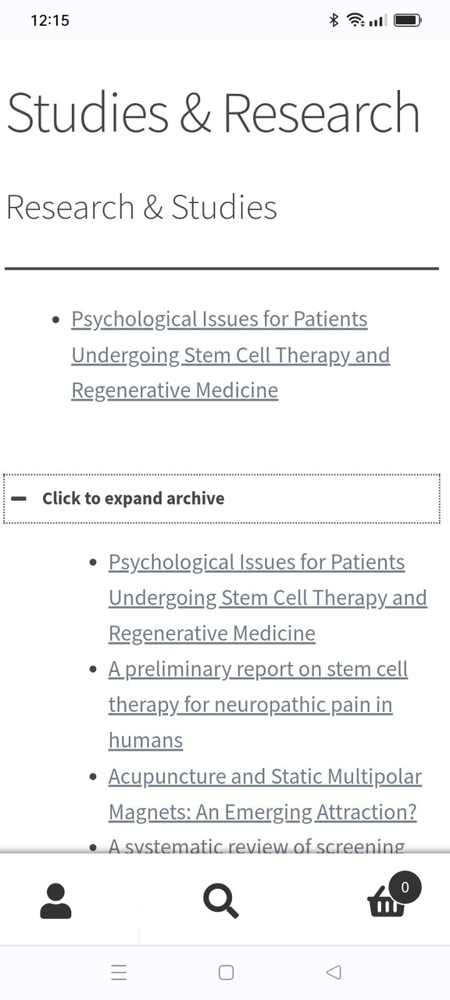 12:15
Studies & Research
Research & Studies
Psychological Issues for Patients
Undergoing Stem Cell Therapy and
Regenerative Medicine
Click to expand archive
Psychological Issues for Patients
Undergoing Stem Cell Therapy and
Regenerative Medicine
A preliminary report on stem cell
therapy for neuropathic pain in
humans
Acupuncture and Static Multipolar
Magnets: An Emerging Attraction?
A systematic review of screening
0